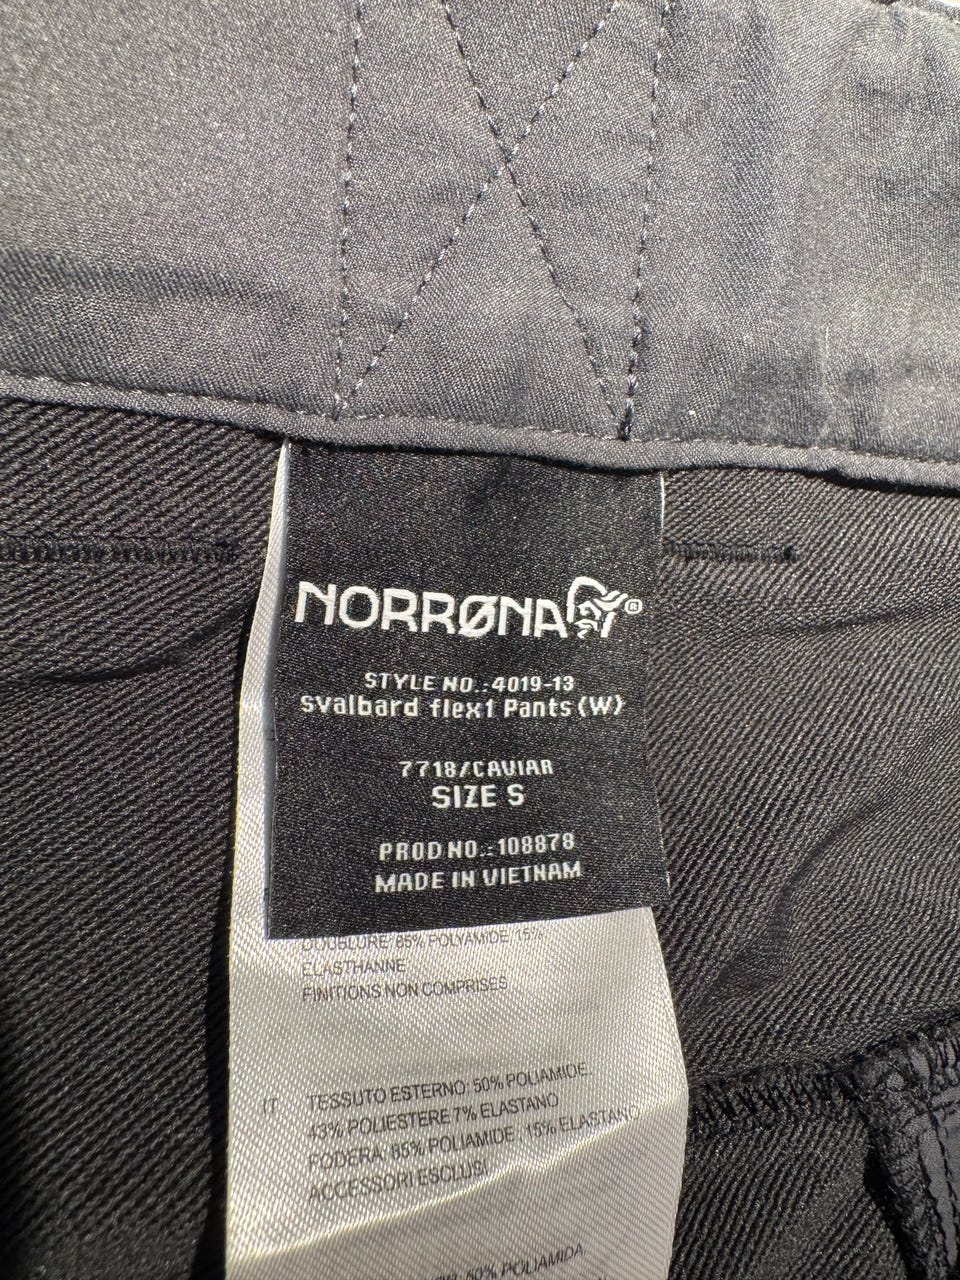 NORRØNA®
STYLE NO.:4019-13
Svalbard flex1 Pants (W)
7718/CAVIAR
SIZE S
PROD NO.:108878
MADE IN VIETNAM
DOUBLURE: 85% POLYAMIDE, 15%
ELASTHANNE
FINITIONS NON COMPRISES
IT TESSUTO ESTERNO: 50% POLIAMIDE
43% POLIESTERE 7% ELASTANO
FODERA: 85% POLIAMIDE, 15% ELASTANO
ACCESSORI ESCLUSI
50% POLIAMIDA,